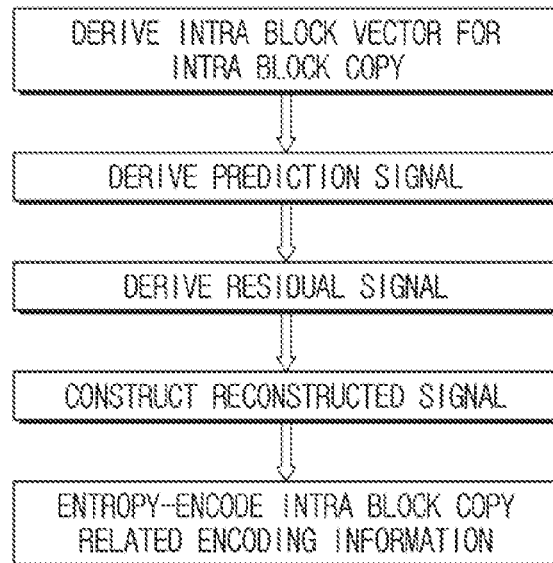 DERIVE INTRA BLOCK VECTOR FOR
INTRA BLOCK COPY
DERIVE PREDICTION SIGNAL
DERIVE RESIDUAL SIGNAL
CONSTRUCT RECONSTRUCTED SIGNAL
ENTROPY-ENCODE INTRA BLOCK COPY
RELATED ENCODING INFORMATION